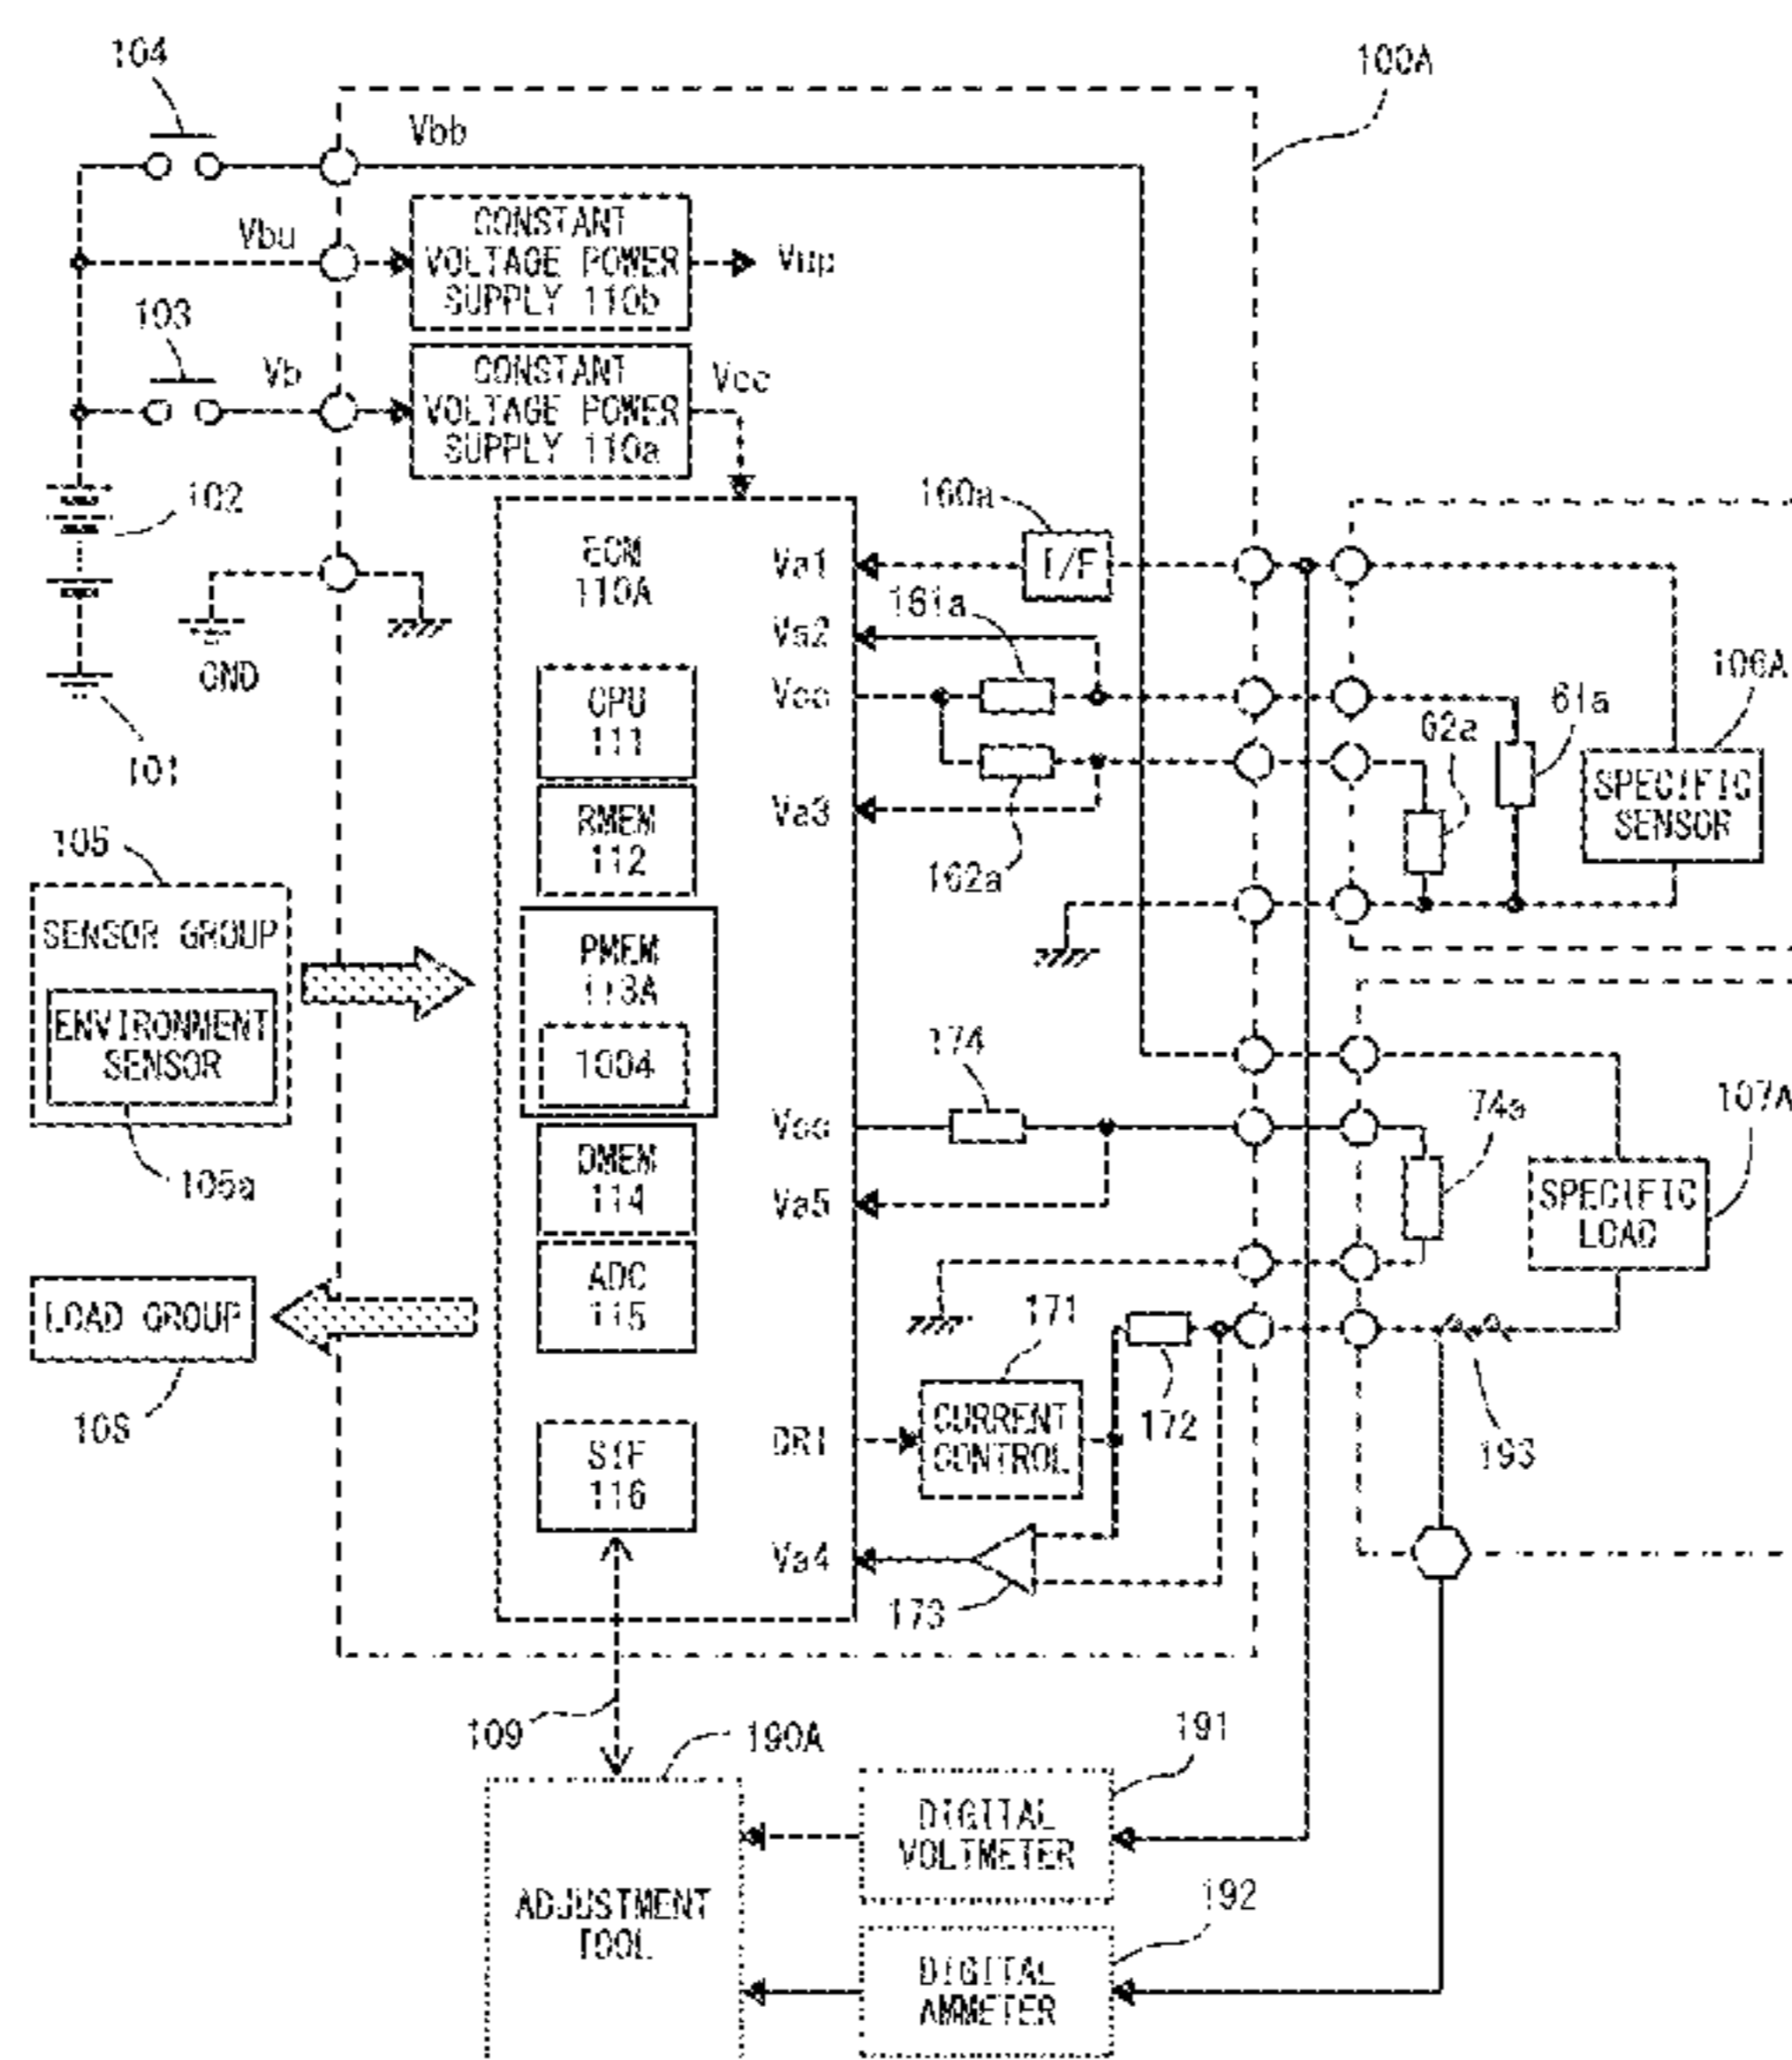 104
100A
Vbb
Vbu
CONSTANT
VOLTAGE POWER
SUPPLY 110b
Vup
103
Vb
CONSTANT
VOLTAGE POWER
SUPPLY 110a
Vcc
102
160a
ECM
110A
Va1
I/F
161a
Va2
GND
106A
CPU
111
Vcc
61a
62a
101
SPECIFIC
SENSOR
RMEM
112
Va3
105
162a
SENSOR GROUP
PMEM
113A
ENVIRONMENT
SENSOR
1004
174
107A
Vcc
74a
105a
DMEM
114
Va5
SPECIFIC
LOAD
ADC
115
LOAD GROUP
171
172
108
DR1
CURRENT
CONTROL
193
SIF
116
Va4
173
109
190A
191
DIGITAL
VOLTMETER
192
ADJUSTMENT
TOOL
DIGITAL
AMMETER